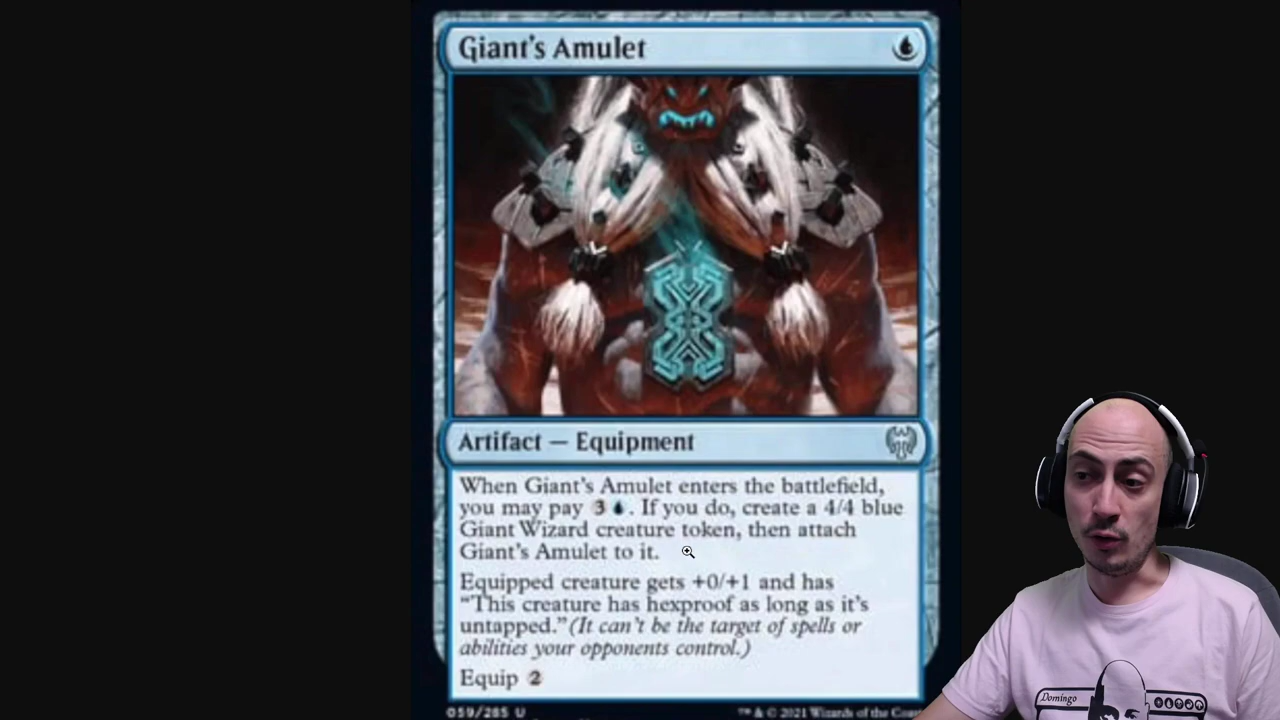 Giant's Amulet
Artifact — Equipment
When Giant's Amulet enters the battlefield,
you may pay 3 . If you do, create a 4/4 blue
Giant Wizard creature token, then attach
Giant's Amulet to it.
Equipped creature gets +0/+1 and has
"This creature has hexproof as long as it's
untapped."(It can't be the target of spells or
abilities your opponents control.)
Equip 2
059/285 U
™ & © 2021 Wizards of the Coast
Domingo